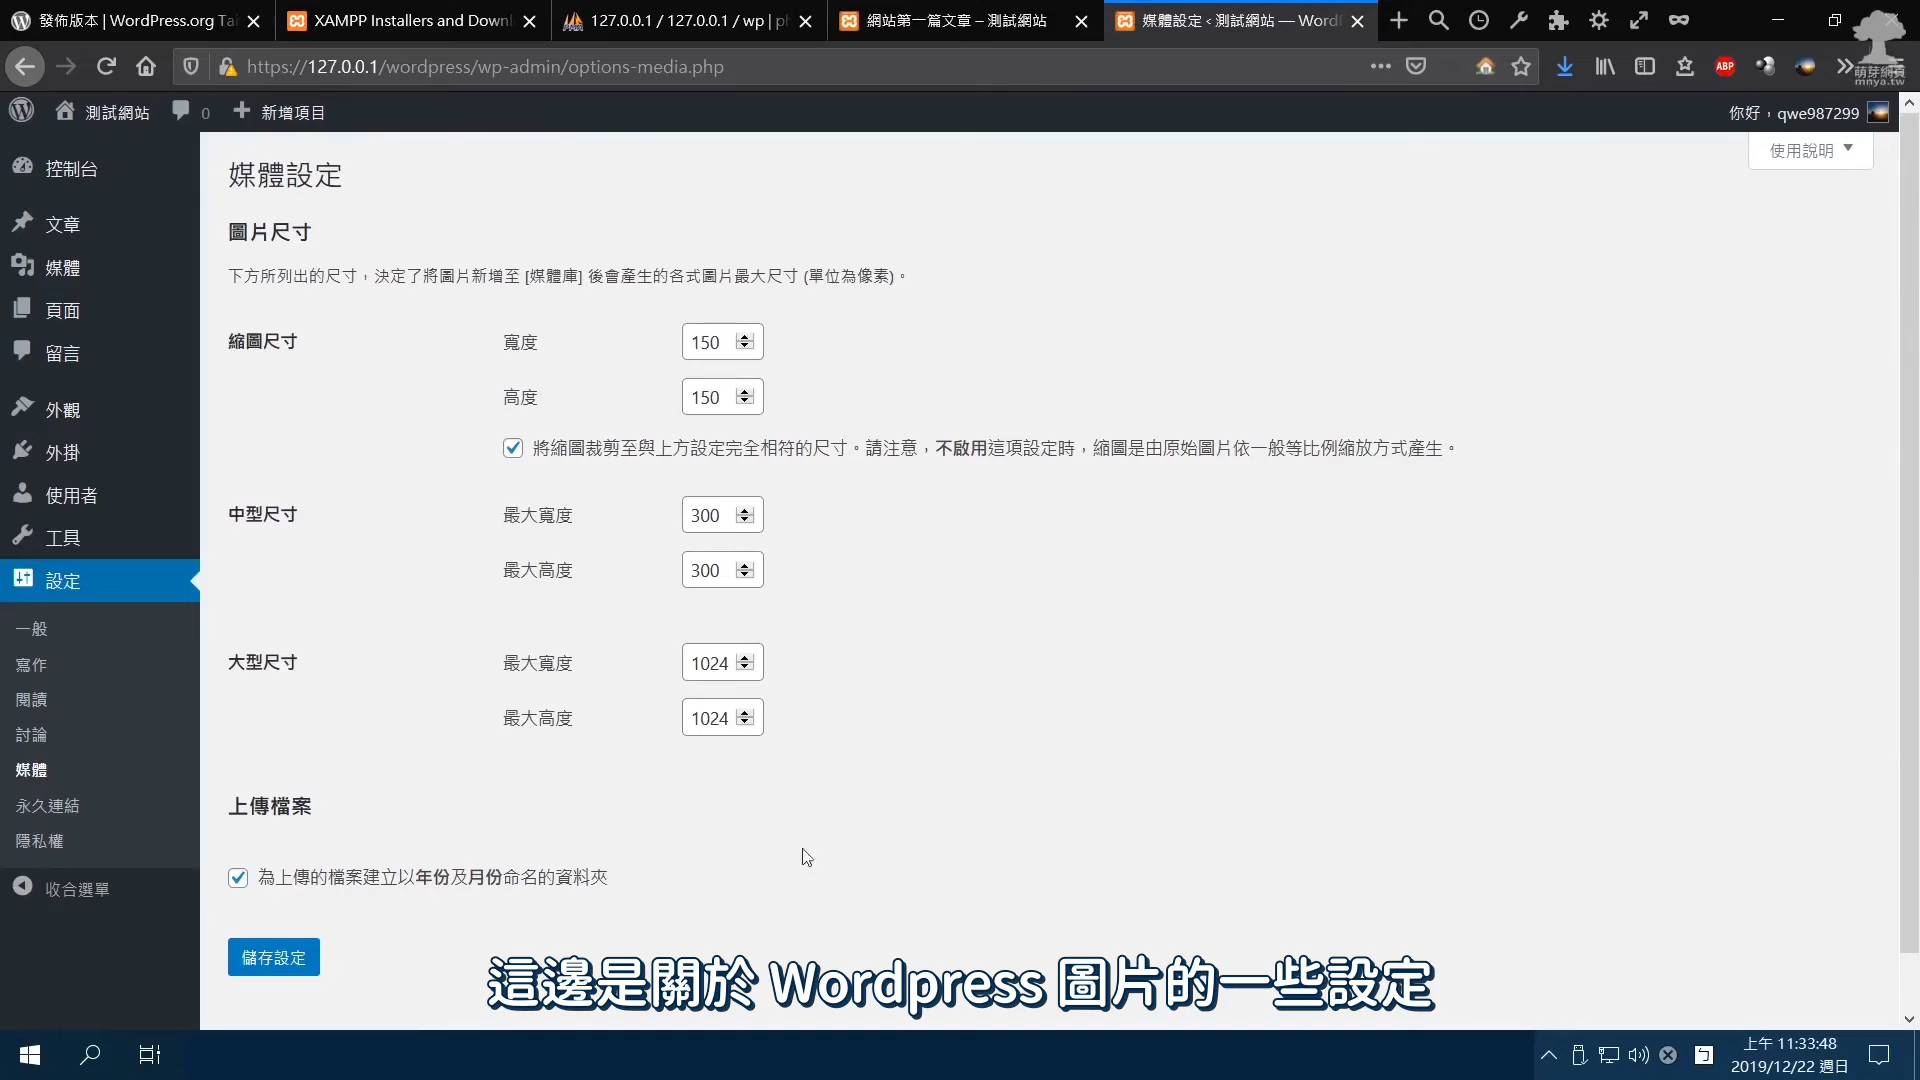 發佈版本 | WordPress.org Tai
XAMPP Installers and Downl
127.0.0.1 / 127.0.0.1 / wp | ph
網站第一篇文章 – 測試網站
媒體設定 ‹ 測試網站 — WordP
https://127.0.0.1/wordpress/wp-admin/options-media.php
ABP
萌芽網頁
mnya.tw
測試網站
0
新增項目
你好，qwe987299
使用說明
控制台
文章
媒體
頁面
留言
外觀
外掛
使用者
工具
設定
一般
寫作
閱讀
討論
媒體
永久連結
隱私權
收合選單
媒體設定
圖片尺寸
下方所列出的尺寸，決定了將圖片新增至 [媒體庫] 後會產生的各式圖片最大尺寸 (單位為像素)。
縮圖尺寸 寬度 150
高度 150
將縮圖裁剪至與上方設定完全相符的尺寸。請注意，不啟用這項設定時，縮圖是由原始圖片依一般等比例縮放方式產生。
中型尺寸 最大寬度 300
最大高度 300
大型尺寸 最大寬度 1024
最大高度 1024
上傳檔案
為上傳的檔案建立以年份及月份命名的資料夾
儲存設定
這邊是關於 Wordpress 圖片的一些設定
ㄅ
上午 11:33:48
2019/12/22 週日